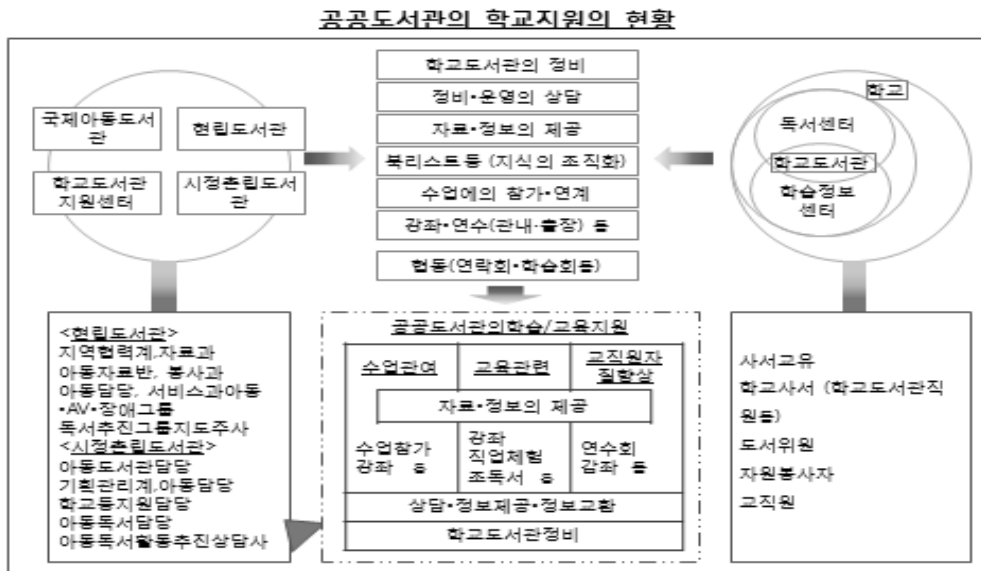 공공도서관의 학교지원의 현황
국제아동도서
관
현립도서관
학교도서관
지원센터
시정촌립도서
관
학교도서관의 정비
정비•운영의 상담
자료•정보의 제공
북리스트등 (지식의 조직화)
수업에의 참가•연계
강좌•연수(관내·출장) 등
협동(연락회•학습회등)
학교
독서센터
학교도서관
학습정보
센터
<현립도서관>
지역협력계,자료과
아동자료반, 봉사과
아동담당, 서비스과아동
•AV•장애그룹
독서추진그룹지도주사
<시정촌립도서관>
아동도서관담당
기획관리계,아동담당
학교등지원담당
아동독서담당
아동독서활동추진상담사
공공도서관의학습/교육지원
수업관여
교육관련
교직원자
질향상
자료•정보의 제공
수업참가
강좌 등
강좌
직업체험
조독서 등
연수회
강좌 등
상담•정보제공•정보교환
학교도서관정비
사서교유
학교사서 (학교도서관직
원등)
도서위원
자원봉사자
교직원